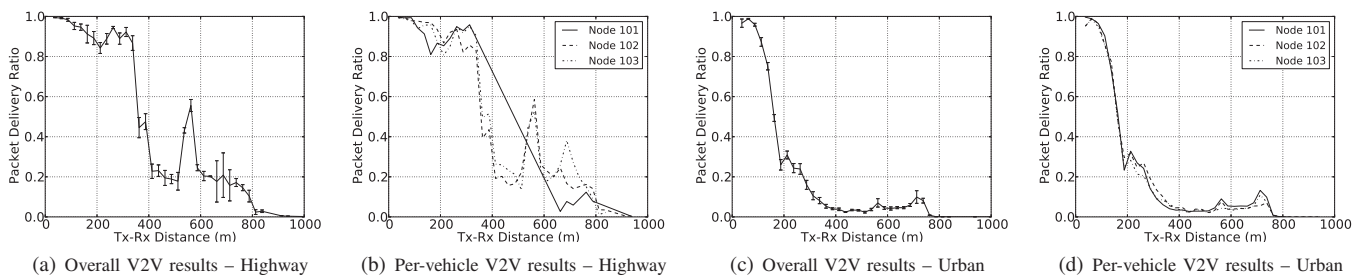 1.0
0.8
0.6
0.4
0.2
0.0
0 200 400 600 800 1000
Packet Delivery Ratio
Tx-Rx Distance (m)
(a) Overall V2V results – Highway
1.0
0.8
0.6
0.4
0.2
0.0
0 200 400 600 800 1000
Packet Delivery Ratio
Tx-Rx Distance (m)
Node 101
Node 102
Node 103
(b) Per-vehicle V2V results – Highway
1.0
0.8
0.6
0.4
0.2
0.0
0 200 400 600 800 1000
Packet Delivery Ratio
Tx-Rx Distance (m)
(c) Overall V2V results – Urban
1.0
0.8
0.6
0.4
0.2
0.0
0 200 400 600 800 1000
Packet Delivery Ratio
Tx-Rx Distance (m)
Node 101
Node 102
Node 103
(d) Per-vehicle V2V results – Urban